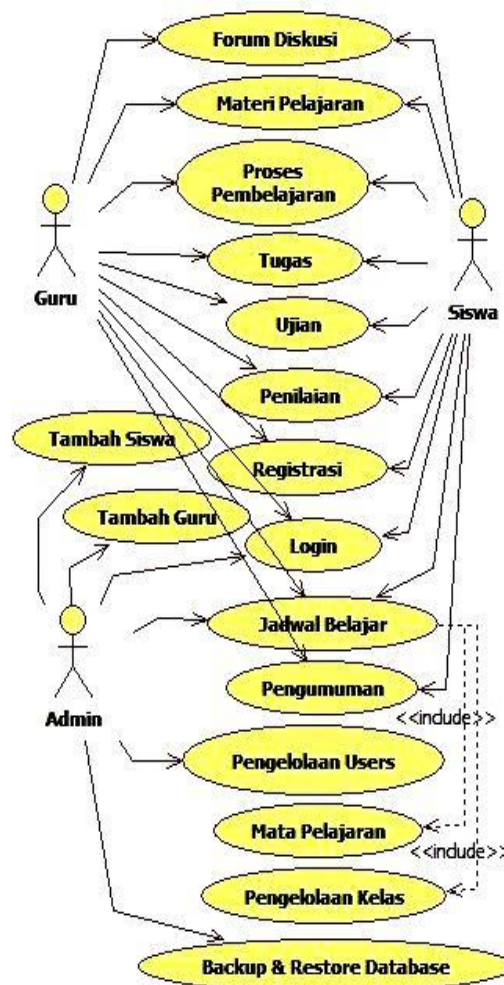 Forum Diskusi
Materi Pelajaran
Proses
Pembelajaran
Tugas
Guru
Siswa
Ujian
Penilaian
Tambah Siswa
Registrasi
Tambah Guru
Login
Jadwal Belajar
Pengumuman
Admin
<<include>>
Pengelolaan Users
Mata Pelajaran
<<include>>
Pengelolaan Kelas
Backup & Restore Database